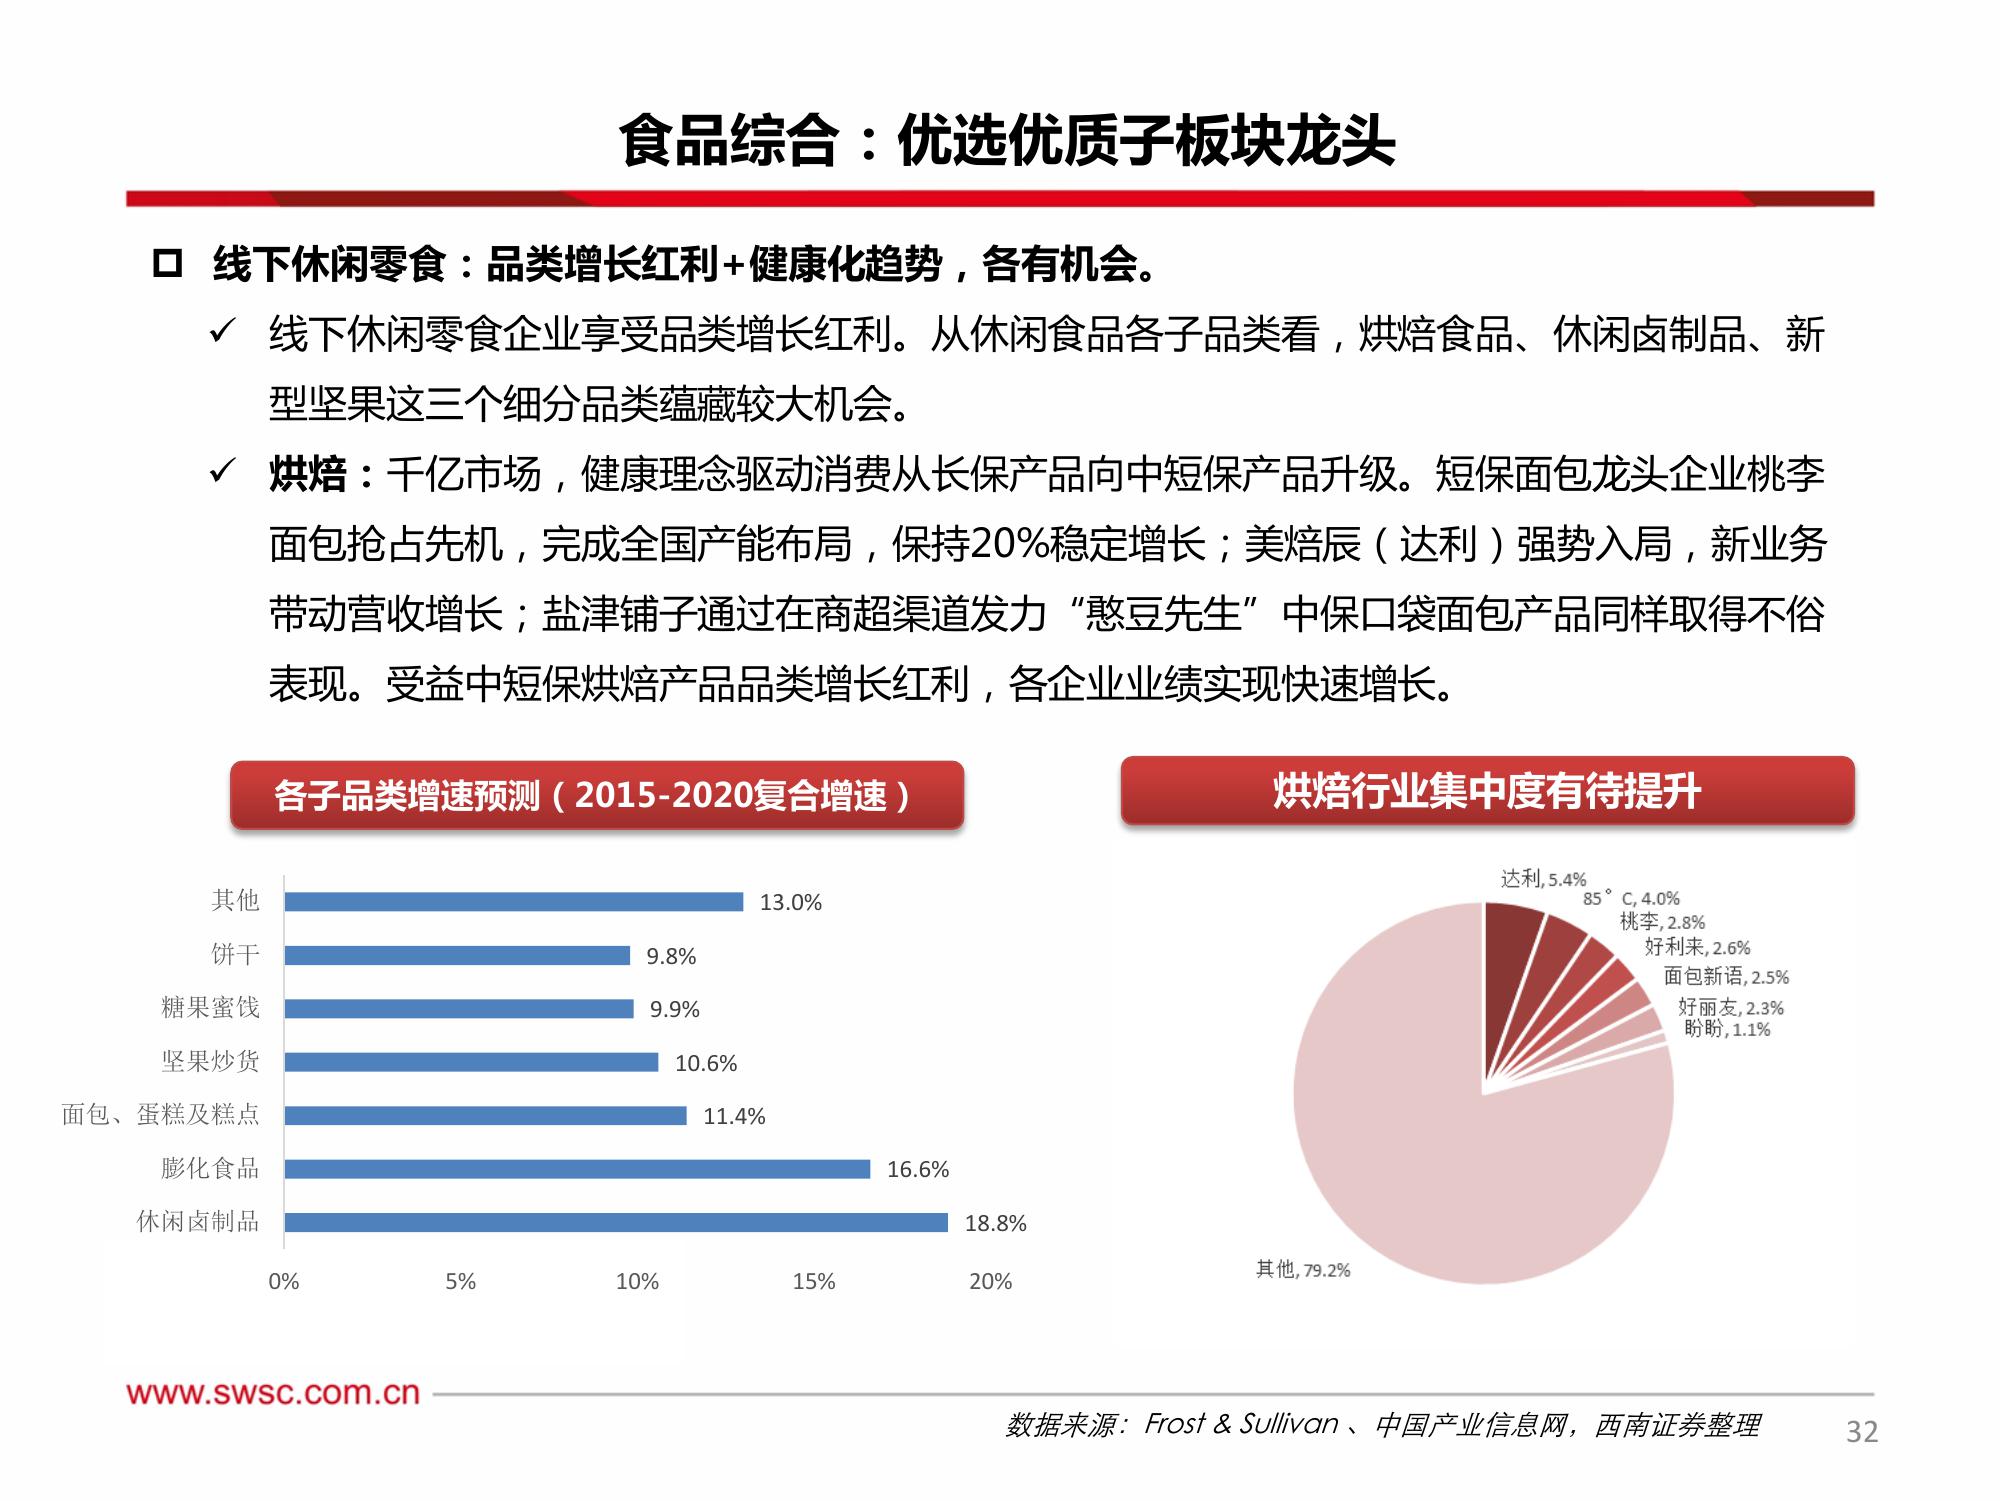 食品综合：优选优质子板块龙头
线下休闲零食：品类增长红利+健康化趋势，各有机会。
✓ 线下休闲零食企业享受品类增长红利。从休闲食品各子品类看，烘焙食品、休闲卤制品、新
型坚果这三个细分品类蕴藏较大机会。
✓ 烘焙：千亿市场，健康理念驱动消费从长保产品向中短保产品升级。短保面包龙头企业桃李
面包抢占先机，完成全国产能布局，保持20%稳定增长；美焙辰（达利）强势入局，新业务
带动营收增长；盐津铺子通过在商超渠道发力“憨豆先生”中保口袋面包产品同样取得不俗
表现。受益中短保烘焙产品品类增长红利，各企业业绩实现快速增长。
各子品类增速预测（2015-2020复合增速）
其他 13.0%
饼干 9.8%
糖果蜜饯 9.9%
坚果炒货 10.6%
面包、蛋糕及糕点 11.4%
膨化食品 16.6%
休闲卤制品 18.8%
0% 5% 10% 15% 20%
烘焙行业集中度有待提升
达利, 5.4%
85°C, 4.0%
桃李, 2.8%
好利来, 2.6%
面包新语, 2.5%
好丽友, 2.3%
盼盼, 1.1%
其他, 79.2%
www.swsc.com.cn
数据来源：Frost & Sullivan 、中国产业信息网，西南证券整理
32